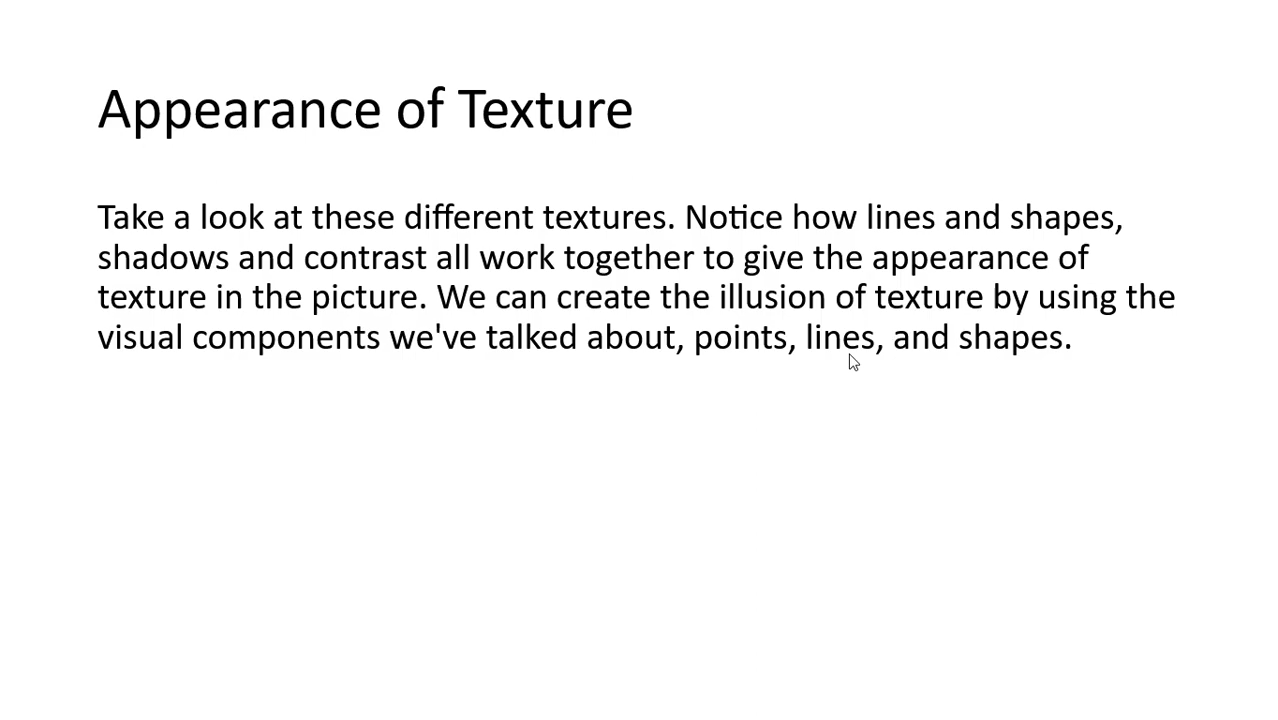 Appearance of Texture
Take a look at these different textures. Notice how lines and shapes,
shadows and contrast all work together to give the appearance of
texture in the picture. We can create the illusion of texture by using the
visual components we've talked about, points, lines, and shapes.